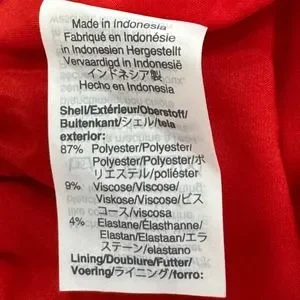 Made in Indonesia
Fabriqué en Indonésie
in Indonesien Hergestellt
Vervaardigd in Indonesië
インドネシア製
Hecho en Indonesia
Shell/Extérieur/Oberstoff/
Buitenkant/シェル/tela
exterior:
87% Polyester/Polyester/
Polyester/Polyester/ポ
リエステル/poliéster
9% Viscose/Viscose/
Viskose/Viscose/ビス
コース/viscosa
4% Elastane/Élasthanne/
Elastan/Elastaan/エラ
ステーン/elastano
Lining/Doublure/Futter/
Voering/ライニング/forro: